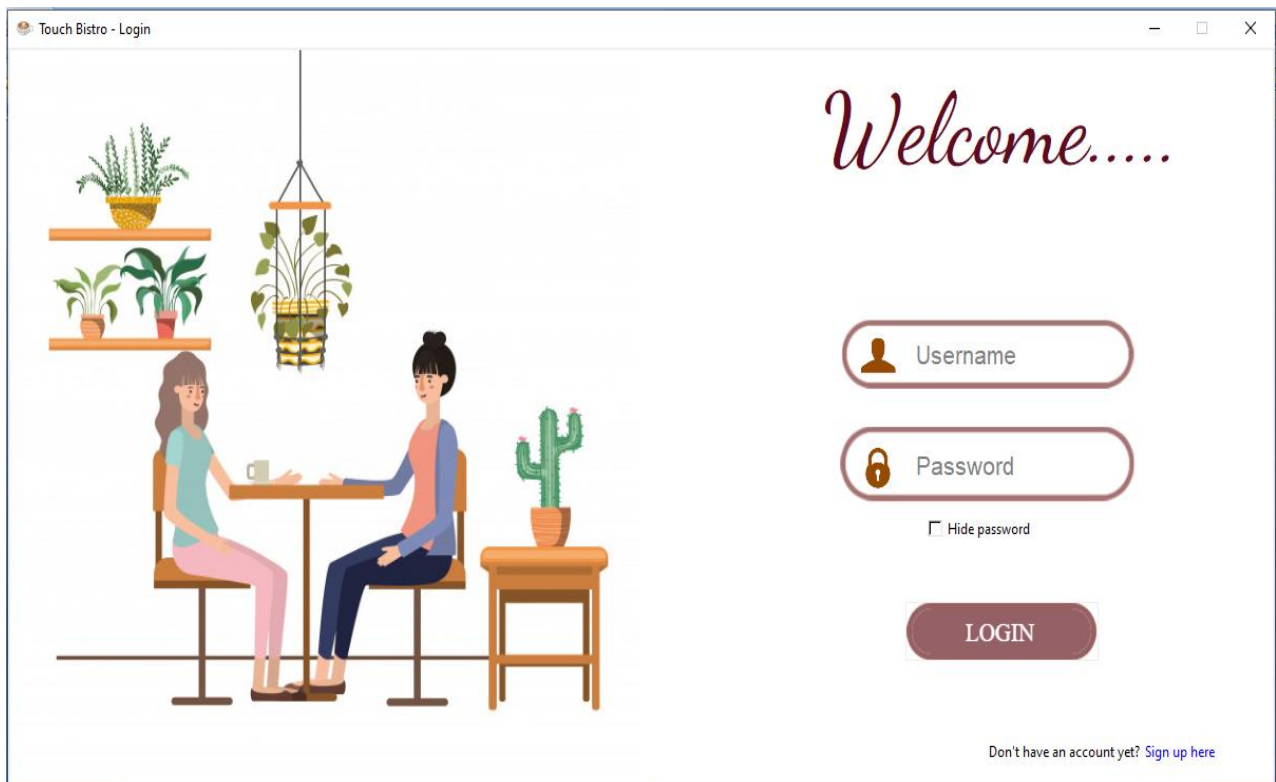 Touch Bistro - Login
Welcome.....
Username
Password
Hide password
LOGIN
Don't have an account yet? Sign up here